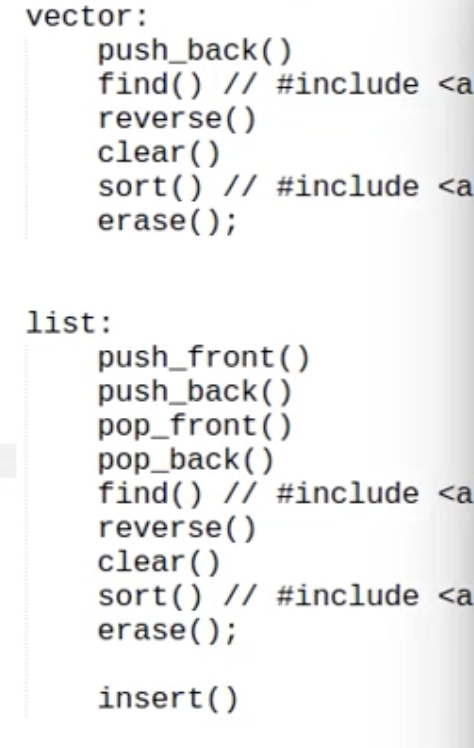 vector:
push_back()
find() // #include <a
reverse()
clear()
sort() // #include <a
erase();
list:
push_front()
push_back()
pop_front()
pop_back()
find() // #include <a
reverse()
clear()
sort() // #include <a
erase();
insert()